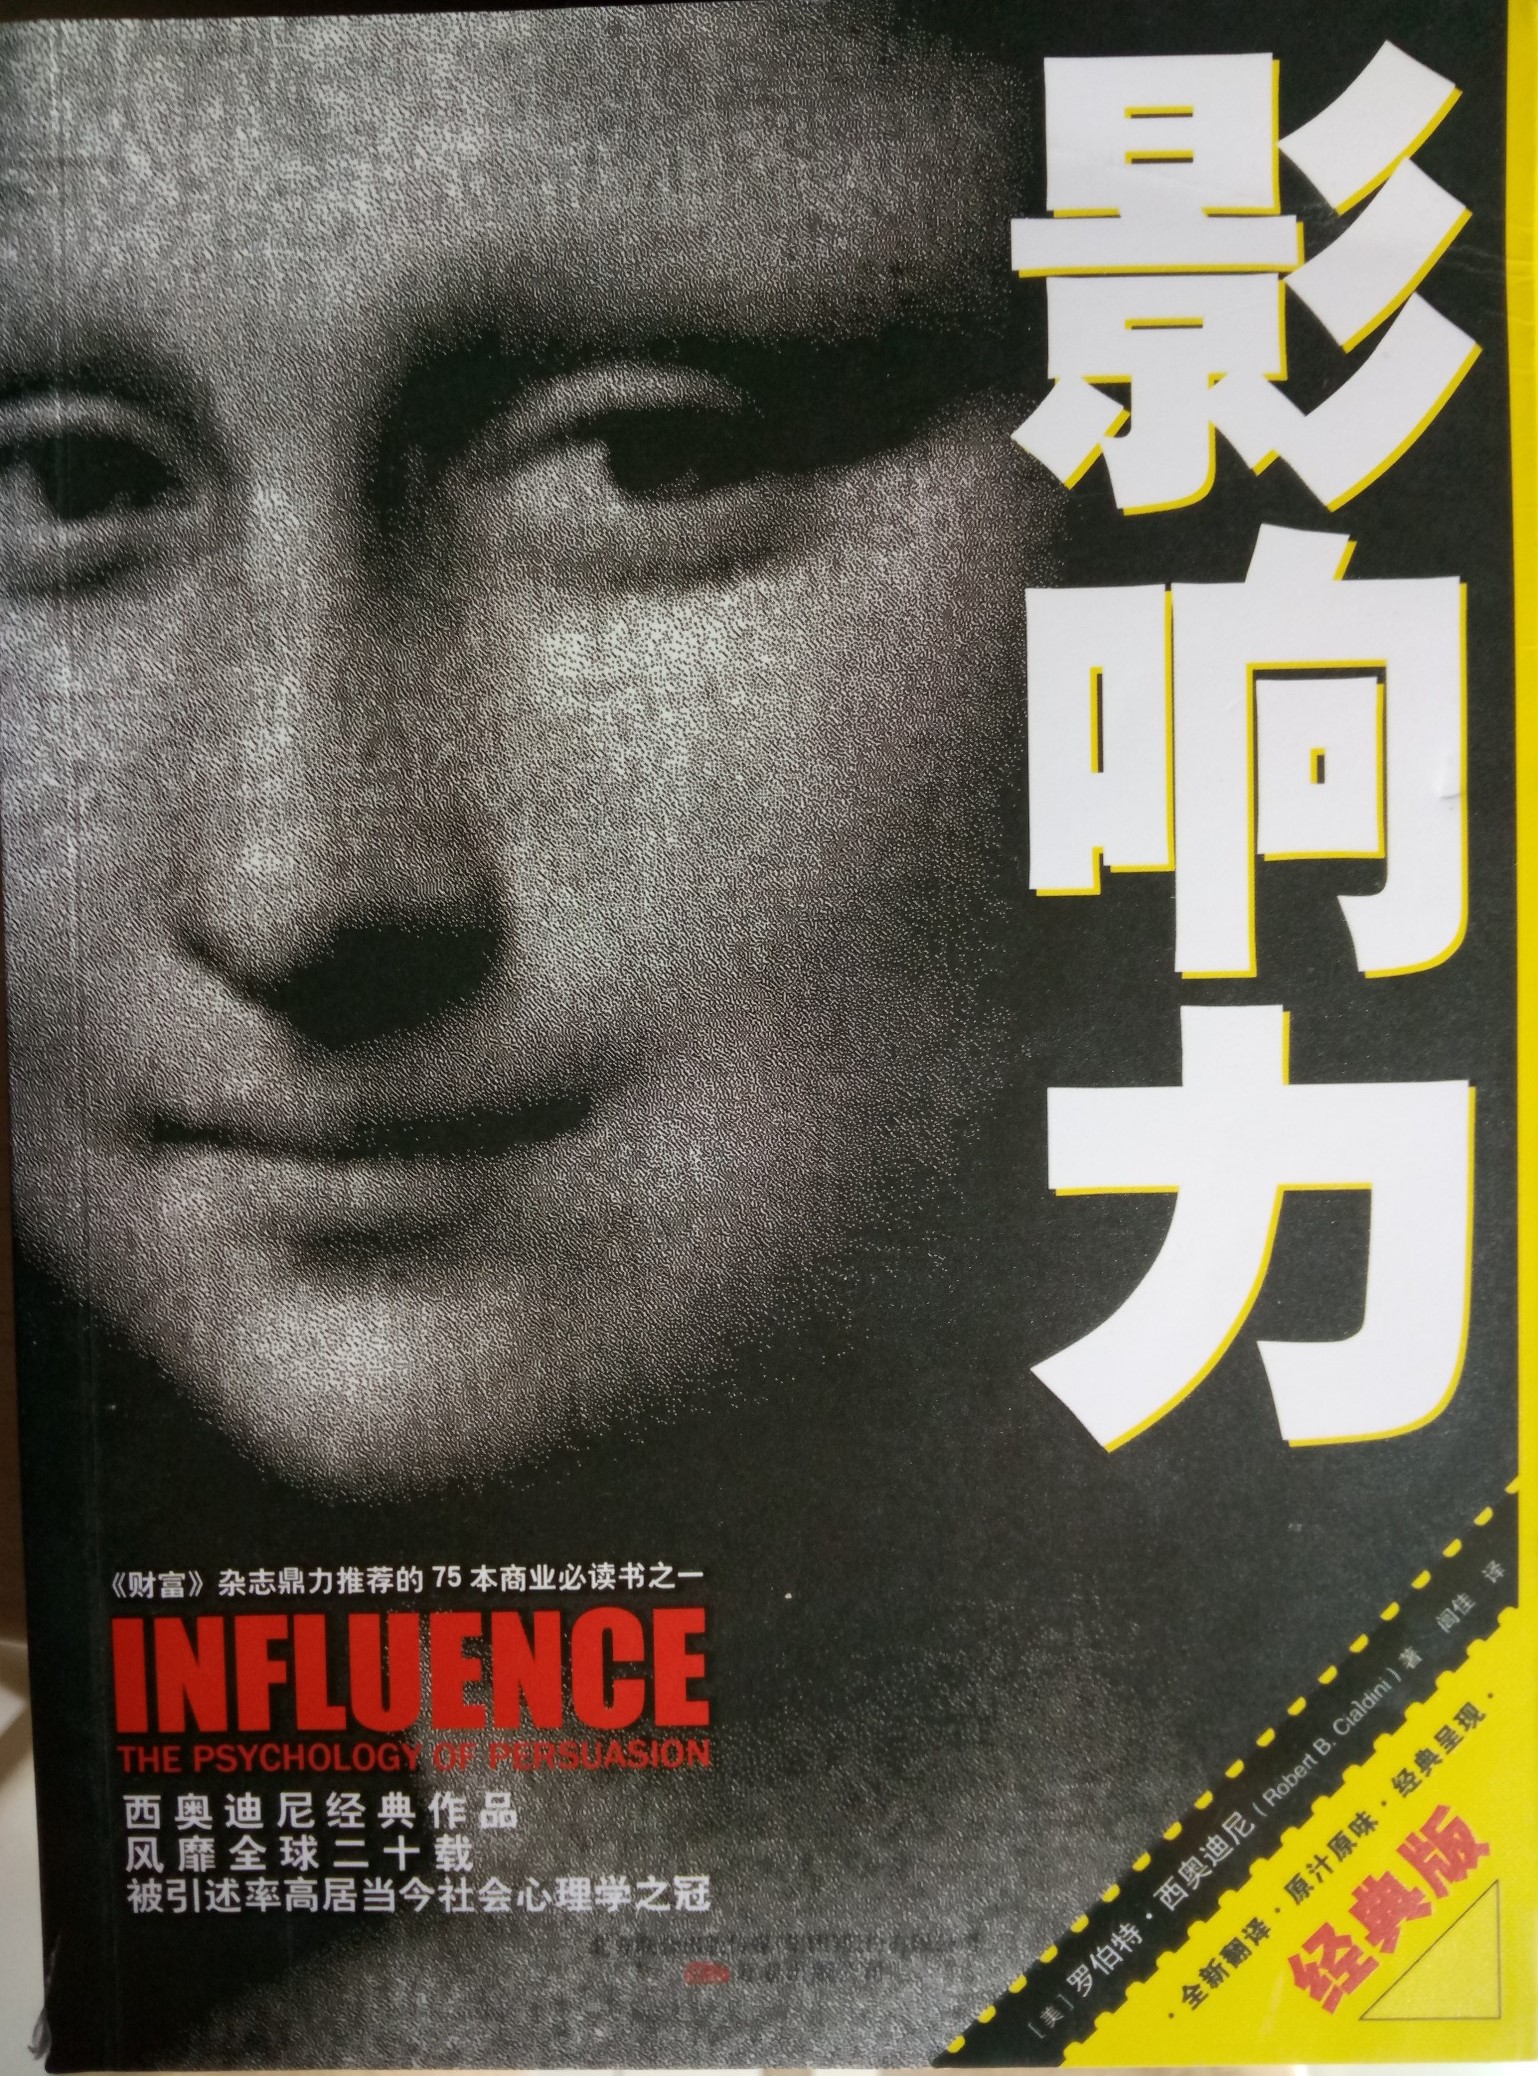 影响力
《财富》杂志鼎力推荐的75本商业必读书之一
INFLUENCE
THE PSYCHOLOGY OF PERSUASION
西奥迪尼经典作品
风靡全球二十载
被引述率高居当今社会心理学之冠
[美] 罗伯特·西奥迪尼（Robert B. Cialdini）著 闾佳 译
·全新翻译·原汁原味·经典呈现·
经典版